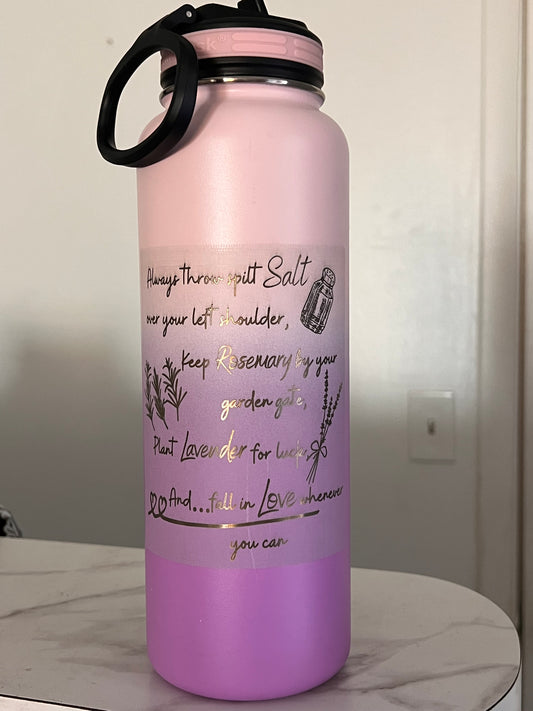 Always throw spilt Salt
over your left shoulder,
Keep Rosemary by your
garden gate,
Plant Lavender for luck,
And...fall in Love whenever
you can